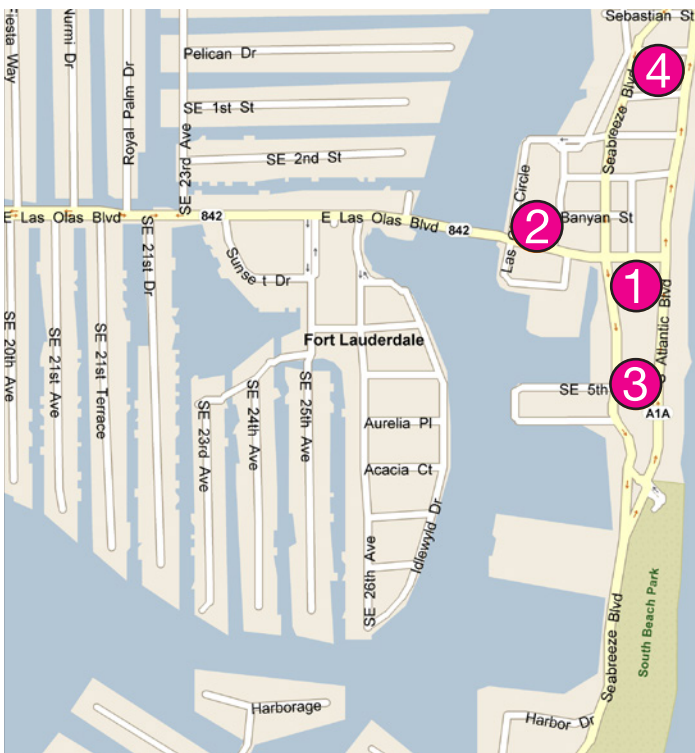 Sebastian St
Fiesta Way
Nurmi Dr
Royal Palm Dr
Pelican Dr
SE 23rd Ave
SE 1st St
SE 2nd St
Seabreeze Blvd
4
E Las Olas Blvd
842
E Las Olas Blvd
842
Las
Circle
2
Banyan St
SE 21st Dr
Sunset Dr
1
Atlantic Blvd
Fort Lauderdale
SE 20th Ave
SE 21st Ave
SE 21st Terrace
SE 23rd Ave
SE 24th Ave
SE 25th Ave
Aurelia Pl
Acacia Ct
SE 5th
3
A1A
SE 26th Ave
Idlewyld Dr
Seabreeze Blvd
South Beach Park
Harborage
Harbor Dr